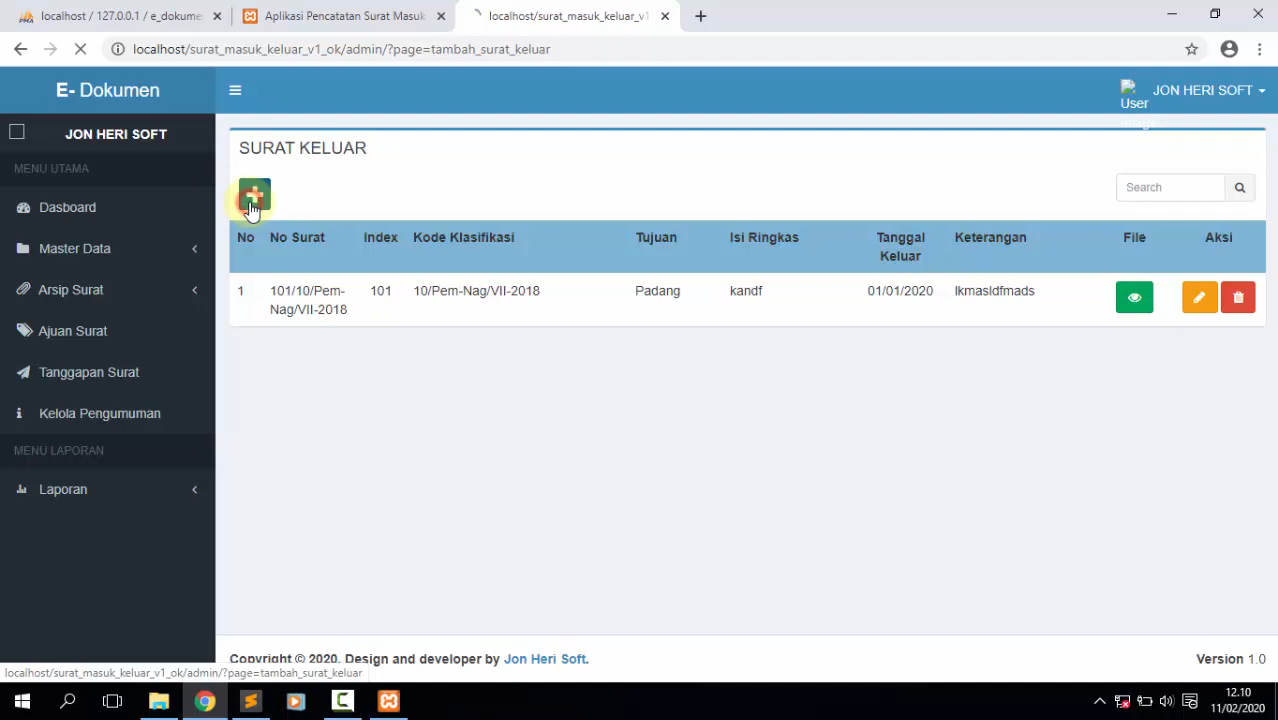 localhost / 127.0.0.1 / e_dokume
Aplikasi Pencatatan Surat Masuk
localhost/surat_masuk_keluar_v1_
localhost/surat_masuk_keluar_v1_ok/admin/?page=tambah_surat_keluar
E- Dokumen
JON HERI SOFT
User
JON HERI SOFT
MENU UTAMA
Dasboard
Master Data
Arsip Surat
Ajuan Surat
Tanggapan Surat
Kelola Pengumuman
MENU LAPORAN
Laporan
SURAT KELUAR
Search
No No Surat Index Kode Klasifikasi Tujuan Isi Ringkas Tanggal Keluar Keterangan File Aksi
1 101/10/Pem-Nag/VII-2018 101 10/Pem-Nag/VII-2018 Padang kandf 01/01/2020 lkmasldfmads
Copyright © 2020. Design and developer by Jon Heri Soft.
Version 1.0
localhost/surat_masuk_keluar_v1_ok/admin/?page=tambah_surat_keluar
12.10
11/02/2020